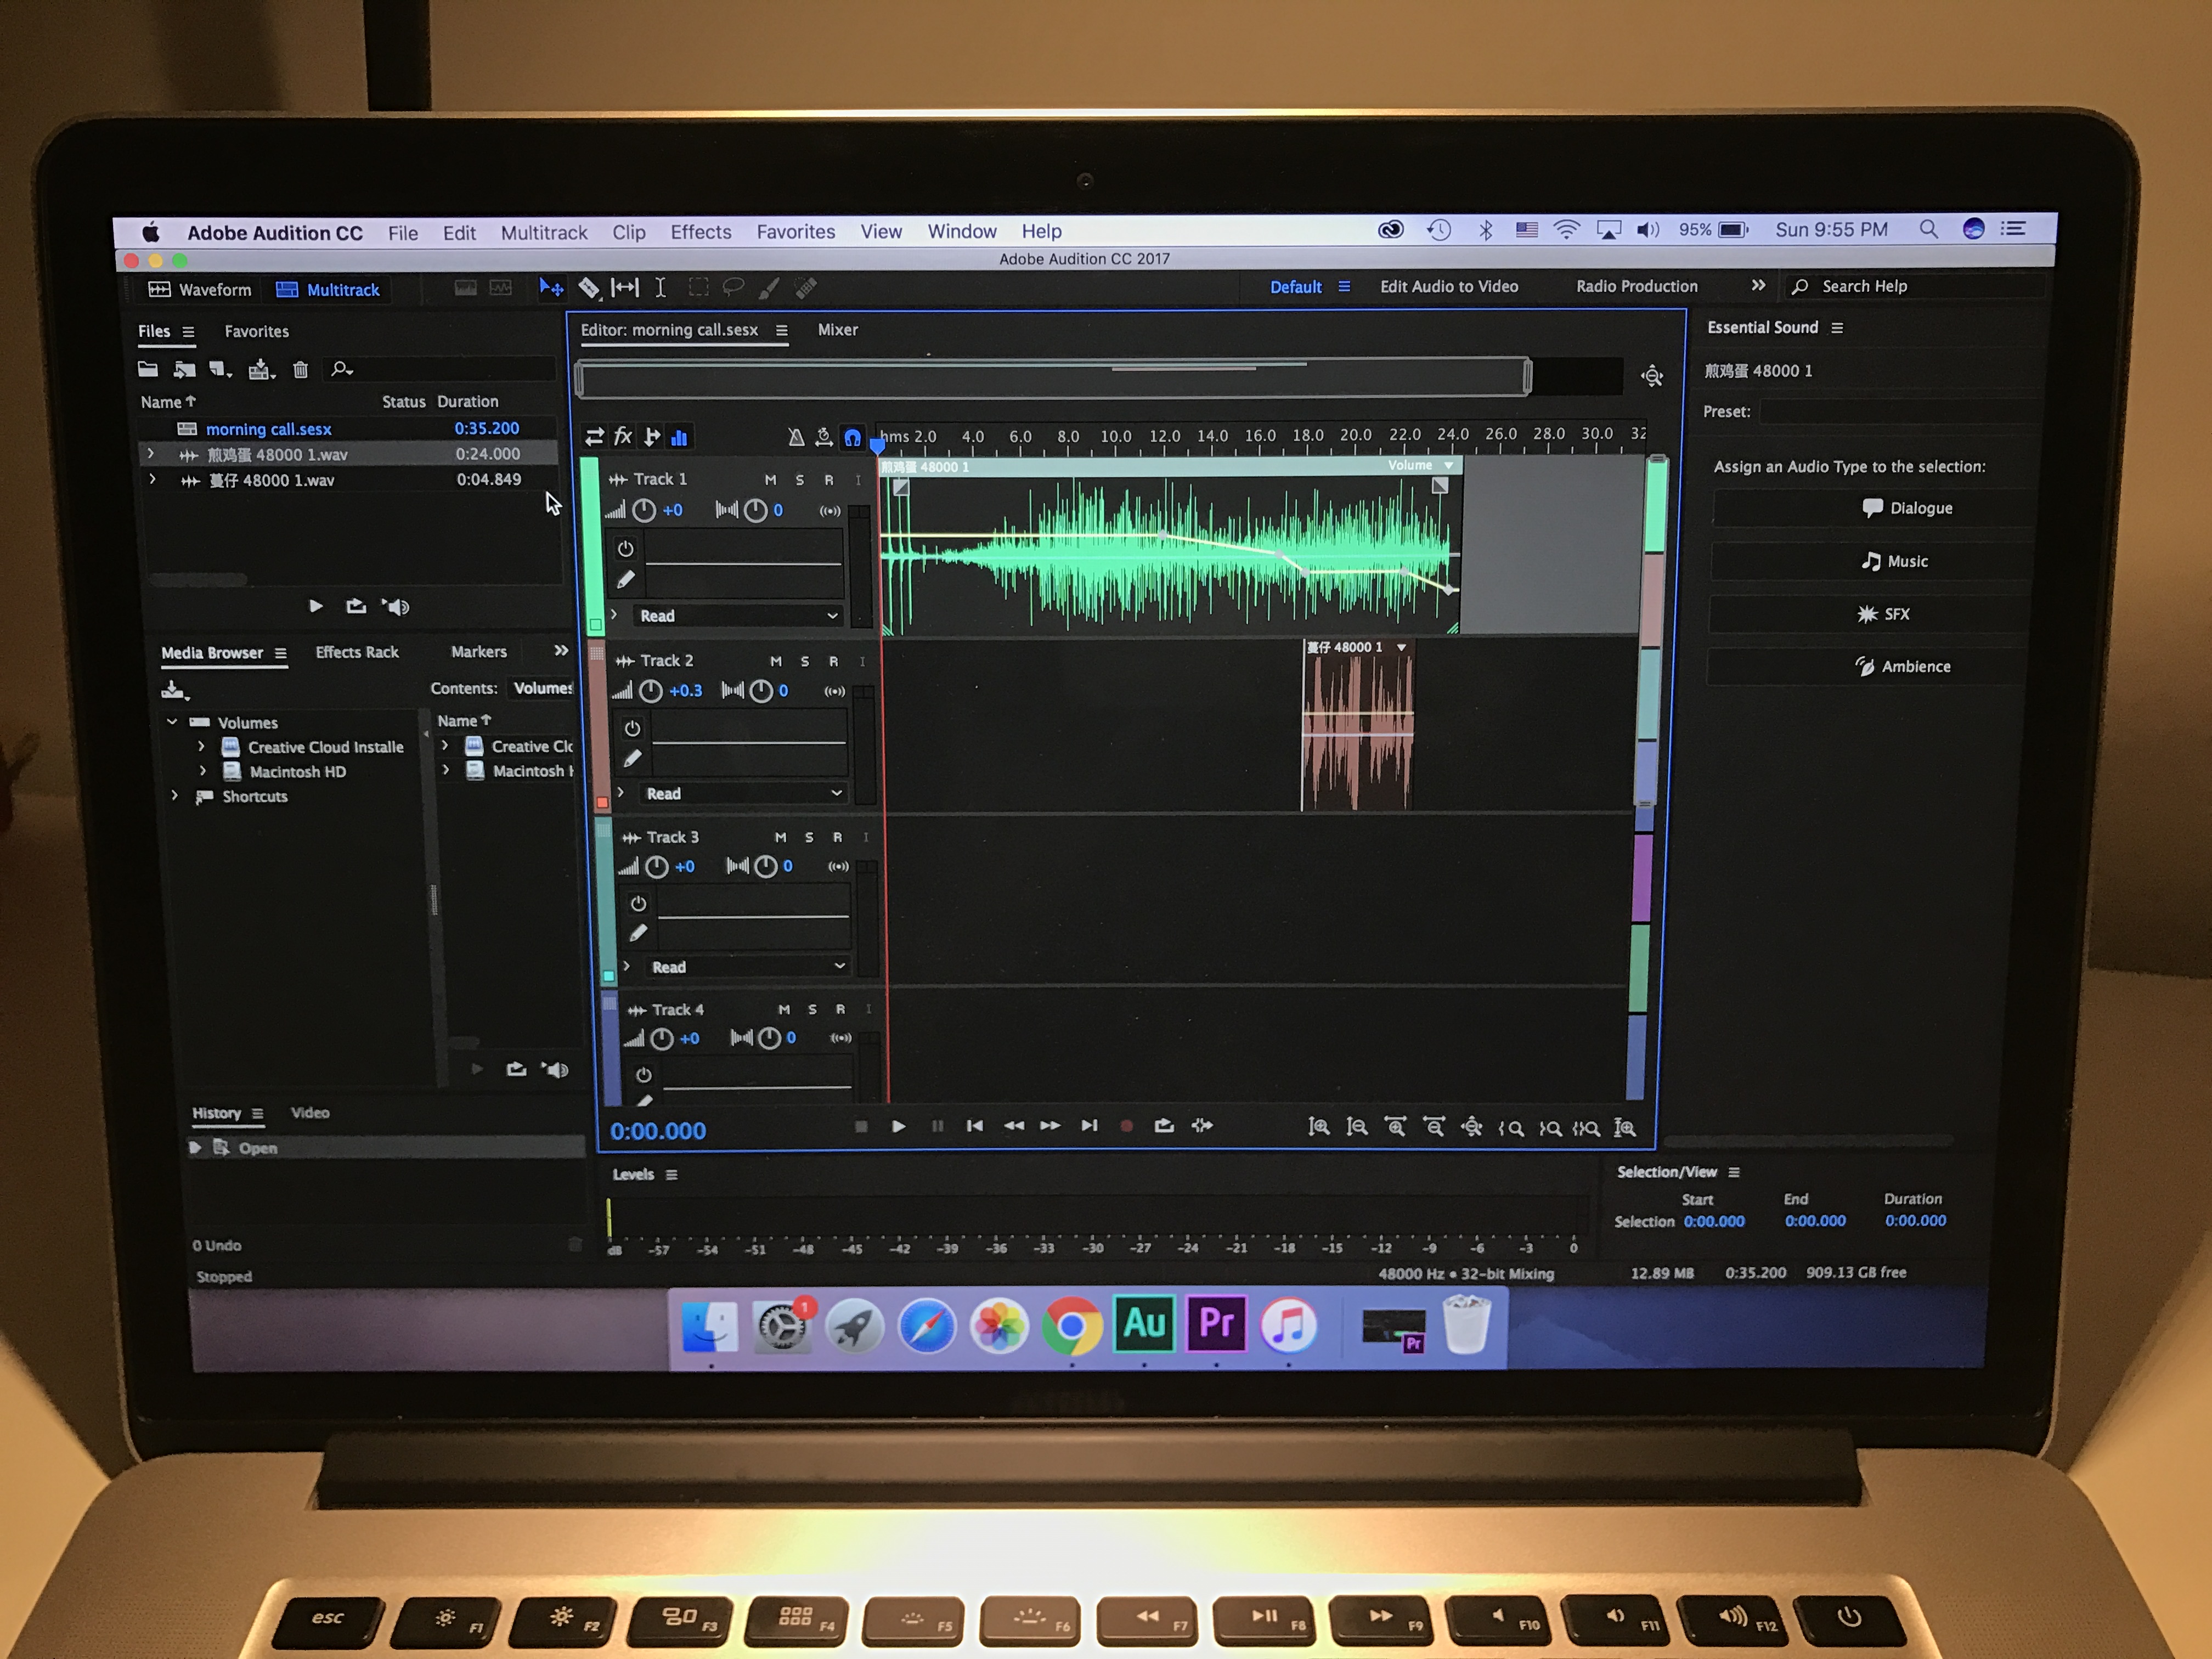 Adobe Audition CC File Edit Multitrack Clip Effects Favorites View Window Help 95% Sun 9:55 PM
Adobe Audition CC 2017
Waveform Multitrack Default Edit Audio to Video Radio Production Search Help
Files Favorites
Name Status Duration
morning call.sesx 0:35.200
煎鸡蛋 48000 1.wav 0:24.000
蔓仔 48000 1.wav 0:04.849
Media Browser Effects Rack Markers
Contents: Volumes
Volumes
Creative Cloud Installe
Macintosh HD
Shortcuts
Name
Creative Clo
Macintosh H
History Video
Open
0 Undo
Stopped
Editor: morning call.sesx Mixer
fx
hms 2.0 4.0 6.0 8.0 10.0 12.0 14.0 16.0 18.0 20.0 22.0 24.0 26.0 28.0 30.0 32
煎鸡蛋 48000 1 Volume
Track 1 M S R I
+0 0
Read
蔓仔 48000 1
Track 2 M S R I
+0.3 0
Read
Track 3 M S R I
+0 0
Read
Track 4 M S R I
+0 0
0:00.000
Levels
dB -57 -54 -51 -48 -45 -42 -39 -36 -33 -30 -27 -24 -21 -18 -15 -12 -9 -6 -3 0
Essential Sound
煎鸡蛋 48000 1
Preset:
Assign an Audio Type to the selection:
Dialogue
Music
SFX
Ambience
Selection/View
Start End Duration
Selection 0:00.000 0:00.000 0:00.000
48000 Hz • 32-bit Mixing 12.89 MB 0:35.200 909.13 GB free
1 Au Pr Pr
esc F1 F2 F3 F4 F5 F6 F7 F8 F9 F10 F11 F12